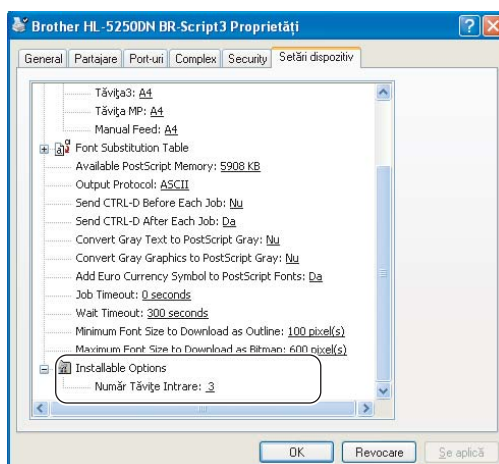 Brother HL-5250DN BR-Script3 Proprietăți
General Partajare Port-uri Complex Security Setări dispozitiv
Tăvița3: A4
Tăvița MP: A4
Manual Feed: A4
Font Substitution Table
Available PostScript Memory: 5908 KB
Output Protocol: ASCII
Send CTRL-D Before Each Job: Nu
Send CTRL-D After Each Job: Da
Convert Gray Text to PostScript Gray: Nu
Convert Gray Graphics to PostScript Gray: Nu
Add Euro Currency Symbol to PostScript Fonts: Da
Job Timeout: 0 seconds
Wait Timeout: 300 seconds
Minimum Font Size to Download as Outline: 100 pixel(s)
Maximum Font Size to Download as Bitmap: 600 pixel(s)
Installable Options
Număr Tăvițe Intrare: 3
OK Revocare Se aplică